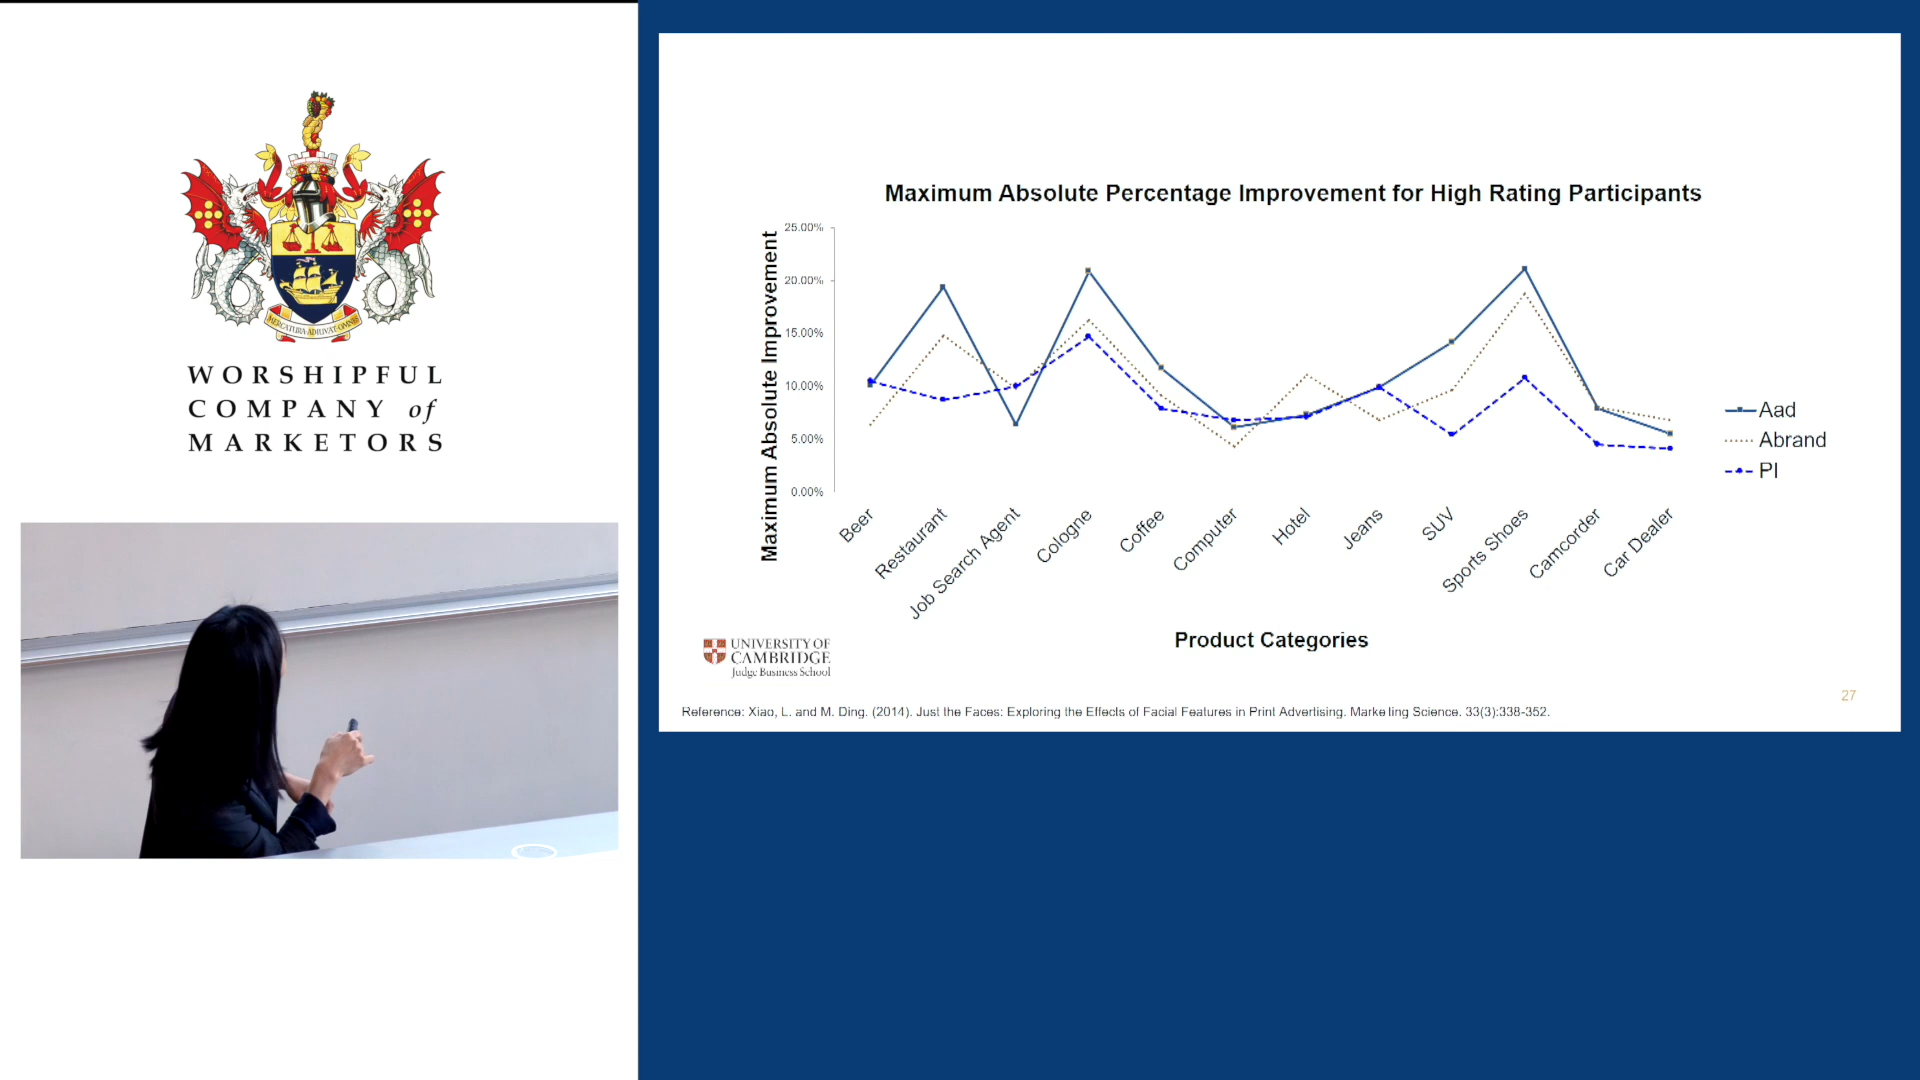 MERCATURA·ADIUVAT·OMNES
WORSHIPFUL
COMPANY of
MARKETORS
Maximum Absolute Percentage Improvement for High Rating Participants
Maximum Absolute Improvement
25.00%
20.00%
15.00%
10.00%
5.00%
0.00%
Beer
Restaurant
Job Search Agent
Cologne
Coffee
Computer
Hotel
Jeans
SUV
Sports Shoes
Camcorder
Car Dealer
Aad
Abrand
PI
Product Categories
UNIVERSITY OF
CAMBRIDGE
Judge Business School
27
Reference: Xiao, L. and M. Ding. (2014). Just the Faces: Exploring the Effects of Facial Features in Print Advertising. Marketing Science. 33(3):338-352.